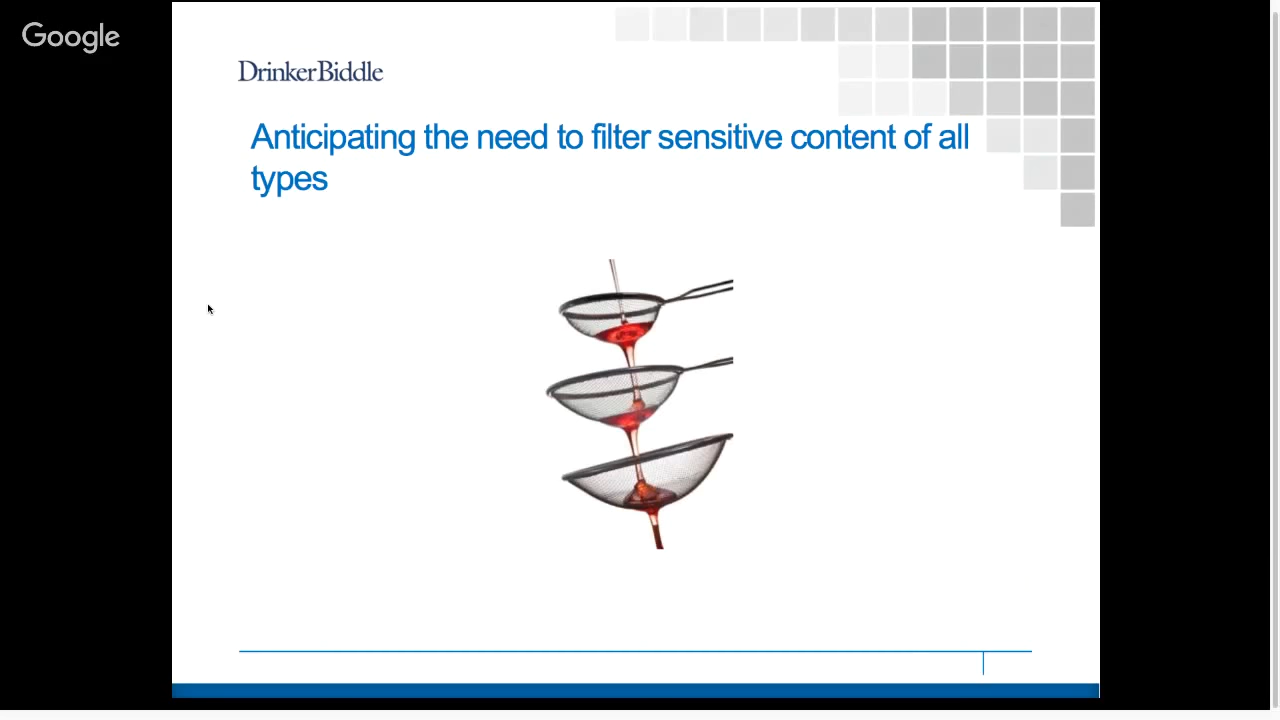 Google
DrinkerBiddle
Anticipating the need to filter sensitive content of all
types